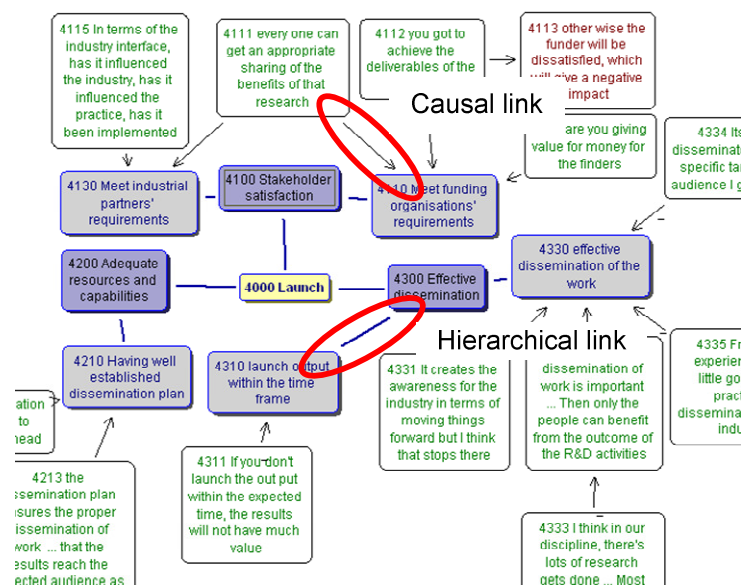 4115 In terms of the
industry interface,
has it influenced
the industry, has it
influenced the
practice, has it
been implemented
4111 every one can
get an appropriate
sharing of the
benefits of that
research
4112 you got to
achieve the
deliverables of the
4113 other wise the
funder will be
dissatisfied, which
will give a negative
impact
Causal link
are you giving
value for money for
the finders
4334 Its
disseminat
specific ta
audience I g
4130 Meet industrial
partners'
requirements
4100 Stakeholder
satisfaction
4110 Meet funding
organisations'
requirements
4200 Adequate
resources and
capabilities
4000 Launch
4300 Effective
dissemination
4330 effective
dissemination of the
work
Hierarchical link
4210 Having well
established
dissemination plan
4310 launch output
within the time
frame
4331 It creates the
awareness for the
industry in terms of
moving things
forward but I think
that stops there
dissemination of
work is important
... Then only the
people can benefit
from the outcome of
the R&D activities
4335 Fr
experien
little go
pract
dissemina
indu
ation
to
nead
4213 the
ssemination plan
nsures the proper
issemination of
work ... that the
esults reach the
ected audience as
4311 If you don't
launch the out put
within the expected
time, the results
will not have much
value
4333 I think in our
discipline, there's
lots of research
gets done ... Most